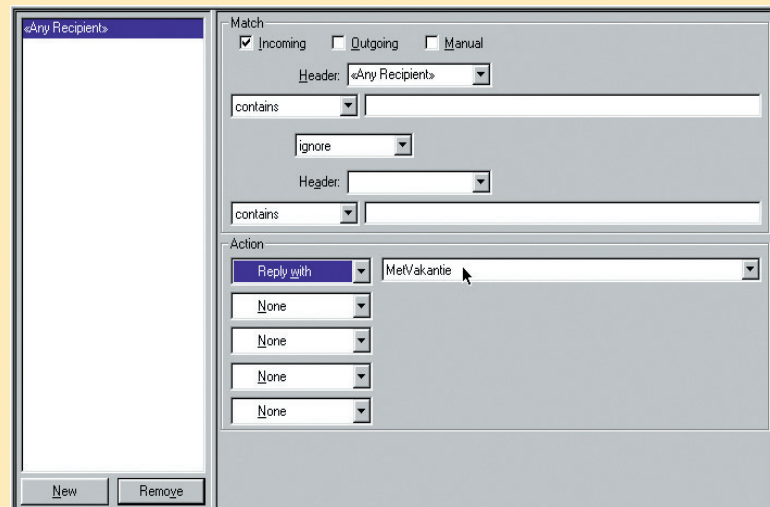 «Any Recipient»
New
Remove
Match
Incoming Outgoing Manual
Header: «Any Recipient»
contains
ignore
Header:
contains
Action
Reply with MetVakantie
None
None
None
None